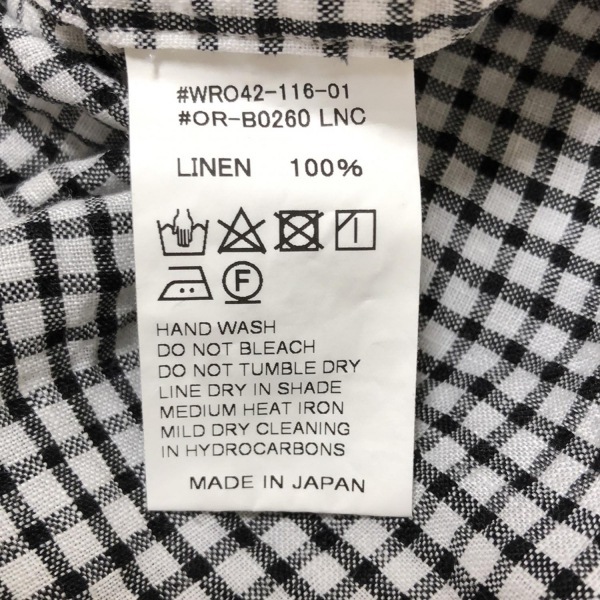 #WRO42-116-01
#OR-B0260 LNC
LINEN 100%
F
HAND WASH
DO NOT BLEACH
DO NOT TUMBLE DRY
LINE DRY IN SHADE
MEDIUM HEAT IRON
MILD DRY CLEANING
IN HYDROCARBONS
MADE IN JAPAN